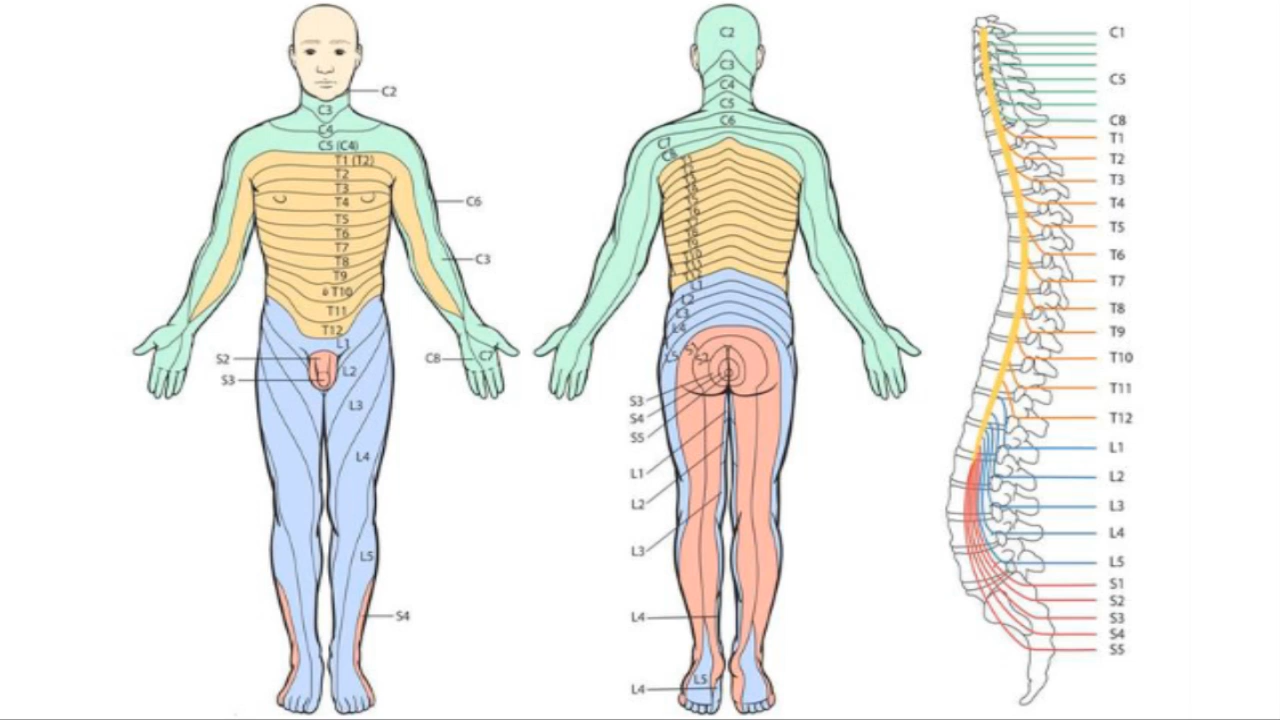 C2
C3
C4
C5 (C4)
T1 (T2)
T2
T3
T4
C6
T5
T6
T7
T8
C3
T9
T10
T11
T12
L1
S2
C8
C7
L2
S3
L3
L4
L5
S4
C2
C3
C4
C5
C6
C7
C8
T1
L1
L2
L3
L4
L5
S1
S2
S3
S4
S5
L1
L2
L3
L4
L5
L4
C1
C5
C8
T1
T2
T3
T4
T5
T6
T7
T8
T9
T10
T11
T12
L1
L2
L3
L4
L5
S1
S2
S3
S4
S5